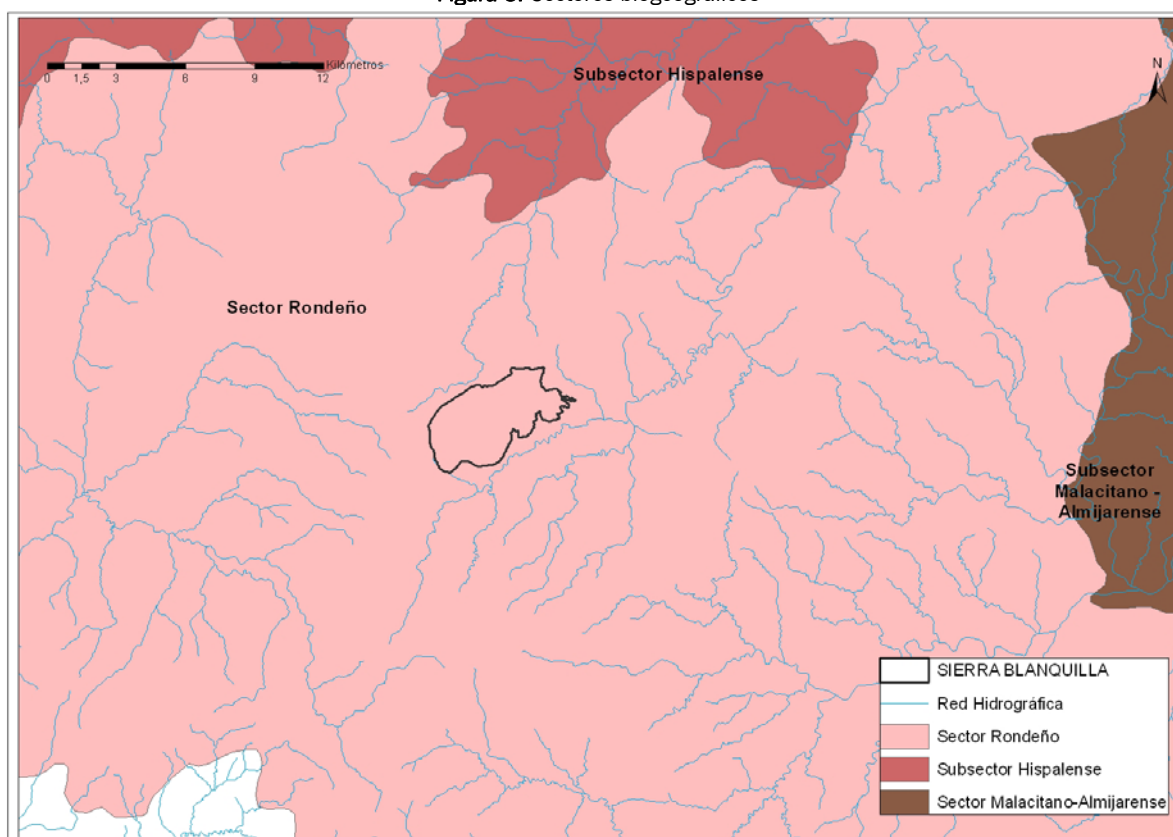 Kilómetros
0 1,5 3 6 9 12
Subsector Hispalense
N
Sector Rondeño
Subsector
Malacitano -
Almijarense
SIERRA BLANQUILLA
Red Hidrográfica
Sector Rondeño
Subsector Hispalense
Sector Malacitano-Almijarense